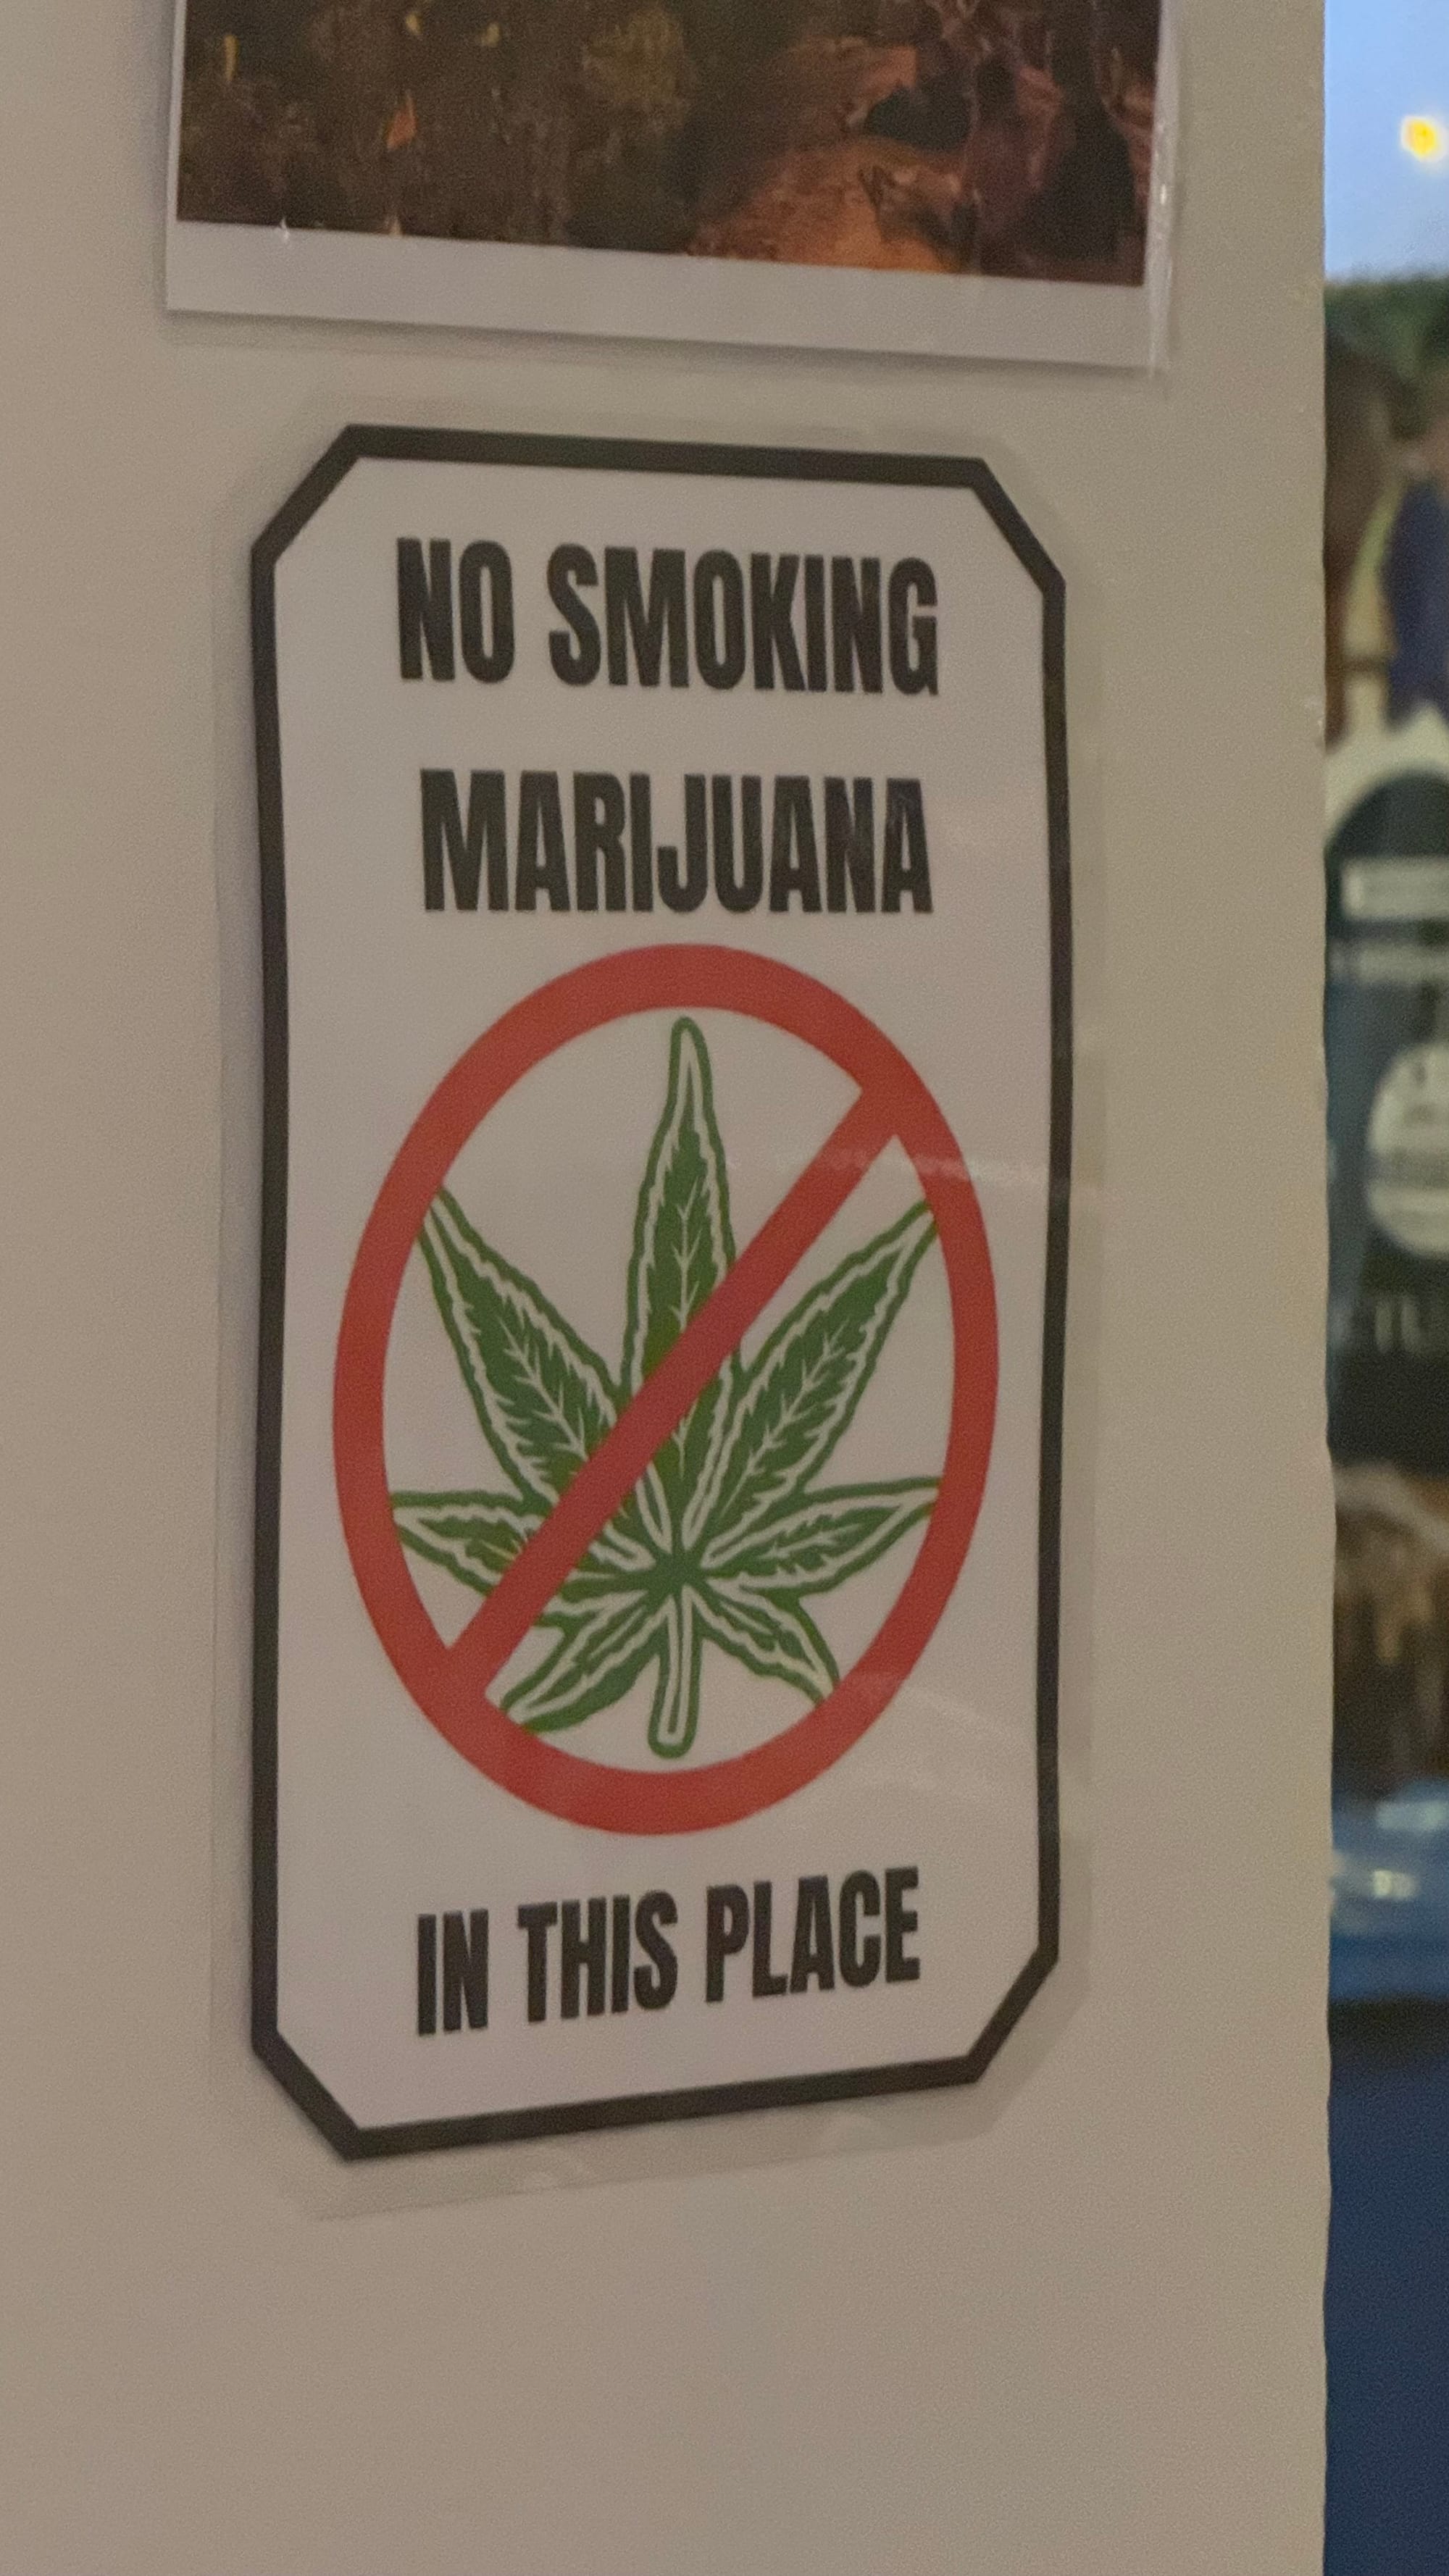 NO SMOKING
MARIJUANA
IN THIS PLACE